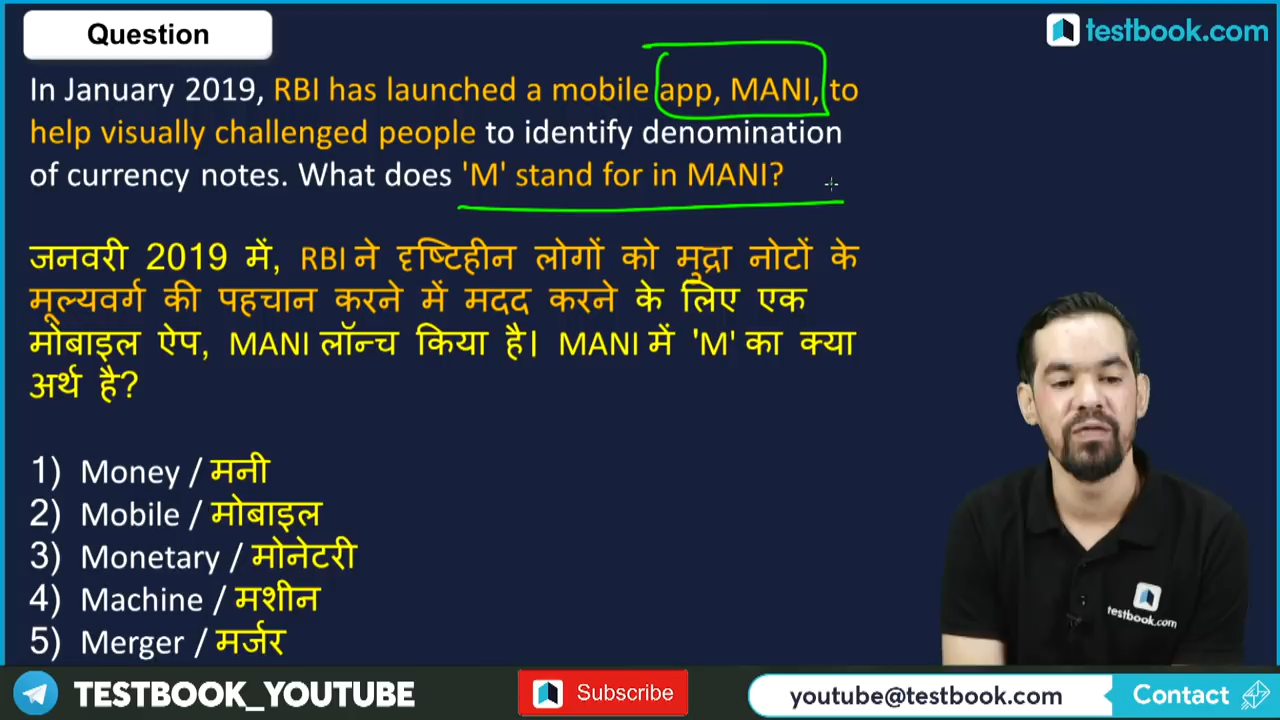 Question
testbook.com
In January 2019, RBI has launched a mobile app, MANI, to
help visually challenged people to identify denomination
of currency notes. What does 'M' stand for in MANI?
जनवरी 2019 में, RBI ने दृष्टिहीन लोगों को मुद्रा नोटों के
मूल्यवर्ग की पहचान करने में मदद करने के लिए एक
मोबाइल ऐप, MANI लॉन्च किया है। MANI में 'M' का क्या
अर्थ है?
1) Money / मनी
2) Mobile / मोबाइल
3) Monetary / मोनेटरी
4) Machine / मशीन
5) Merger / मर्जर
testbook.com
TESTBOOK_YOUTUBE
Subscribe
youtube@testbook.com
Contact